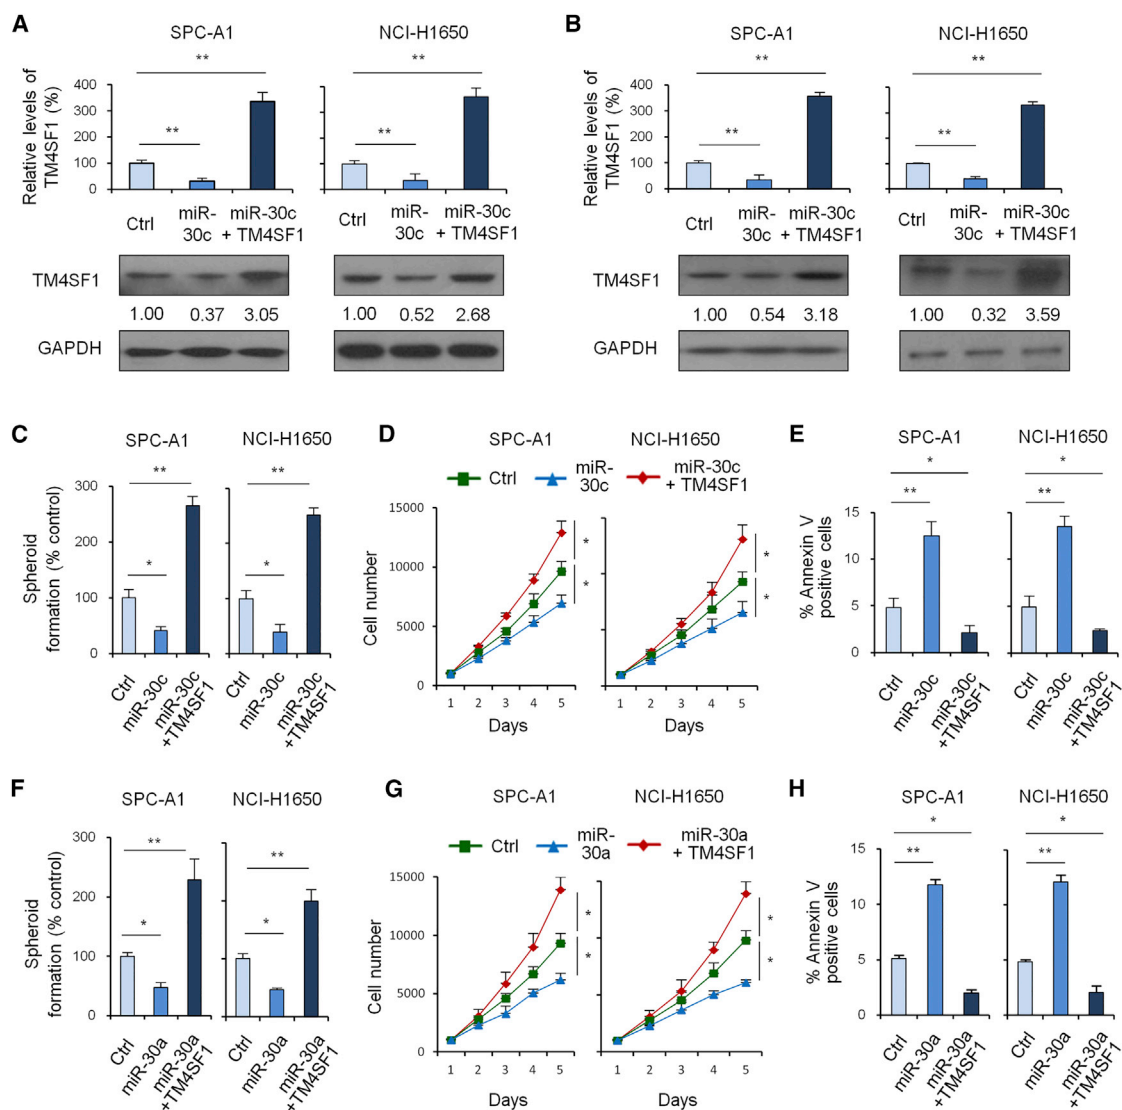 A
SPC-A1
NCI-H1650
Relative levels of
TM4SF1 (%)
**
**
**
**
400
300
200
100
0
Ctrl
miR-
30c
miR-30c
+ TM4SF1
miR-
30c
miR-30c
+ TM4SF1
Ctrl
TM4SF1
1.00 0.37 3.05
1.00 0.52 2.68
GAPDH
B
SPC-A1
NCI-H1650
Relative levels of
TM4SF1 (%)
**
**
**
**
400
300
200
100
0
Ctrl
miR-
30c
miR-30c
+ TM4SF1
Ctrl
miR-
30c
miR-30c
+ TM4SF1
TM4SF1
1.00 0.54 3.18
1.00 0.32 3.59
GAPDH
C
SPC-A1
NCI-H1650
Spheroid
formation (% control)
**
*
**
*
300
200
100
0
Ctrl
miR-30c
miR-30c
+TM4SF1
Ctrl
miR-30c
miR-30c
+TM4SF1
D
SPC-A1
NCI-H1650
Ctrl
miR-
30c
miR-30c
+ TM4SF1
Cell number
15000
10000
5000
0
*
*
*
*
1 2 3 4 5
1 2 3 4 5
Days
Days
E
SPC-A1
NCI-H1650
% Annexin V
positive cells
*
**
*
**
15
10
5
0
Ctrl
miR-30c
miR-30c
+TM4SF1
Ctrl
miR-30c
miR-30c
+TM4SF1
F
SPC-A1
NCI-H1650
Spheroid
formation (% control)
**
*
**
*
300
200
100
0
Ctrl
miR-30a
miR-30a
+TM4SF1
Ctrl
miR-30a
miR-30a
+TM4SF1
G
SPC-A1
NCI-H1650
Ctrl
miR-
30a
miR-30a
+ TM4SF1
Cell number
15000
10000
5000
0
*
*
*
*
1 2 3 4 5
1 2 3 4 5
Days
Days
H
SPC-A1
NCI-H1650
% Annexin V
positive cells
*
**
*
**
15
10
5
0
Ctrl
miR-30a
miR-30a
+TM4SF1
Ctrl
miR-30a
miR-30a
+TM4SF1